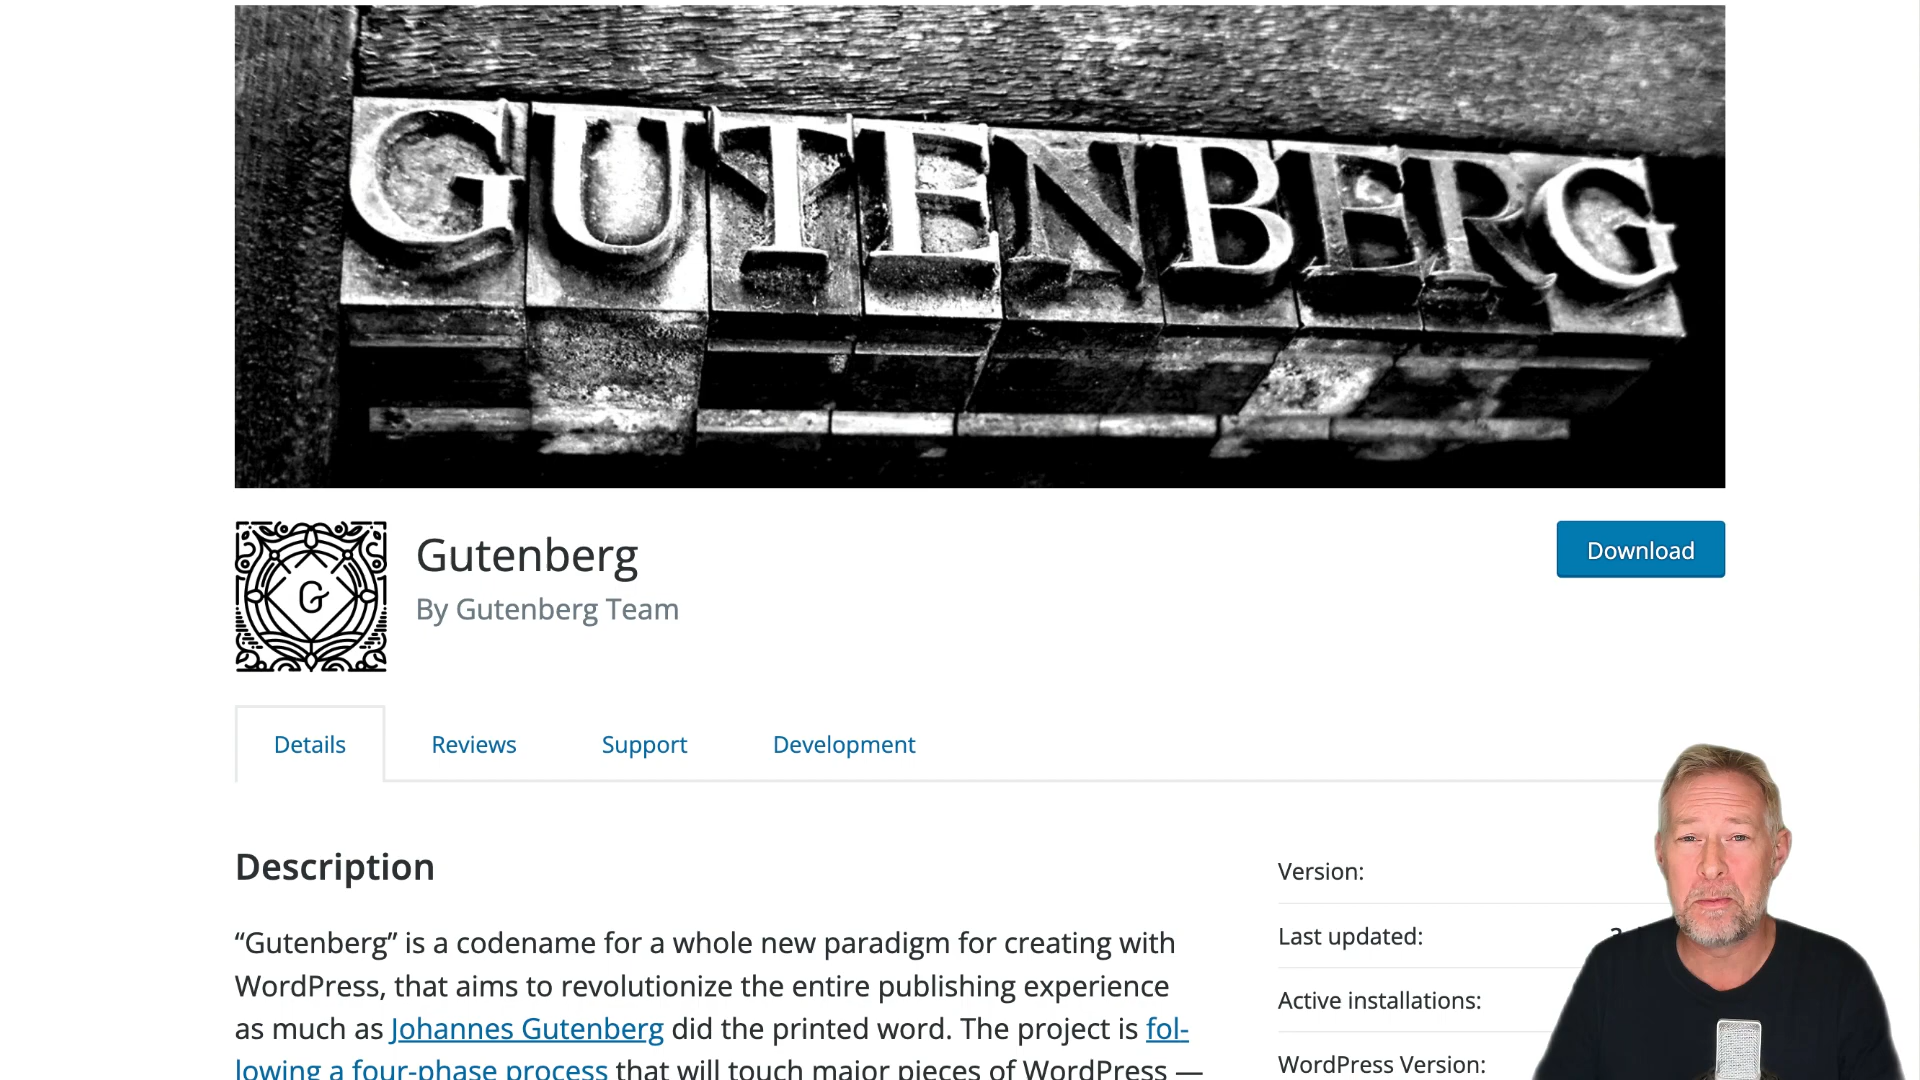 GUTENBERG
G
Gutenberg
By Gutenberg Team
Download
Details
Reviews
Support
Development
Description
“Gutenberg” is a codename for a whole new paradigm for creating with
WordPress, that aims to revolutionize the entire publishing experience
as much as Johannes Gutenberg did the printed word. The project is fol-
lowing a four-phase process that will touch major pieces of WordPress —
Version:
Last updated:
Active installations:
WordPress Version: